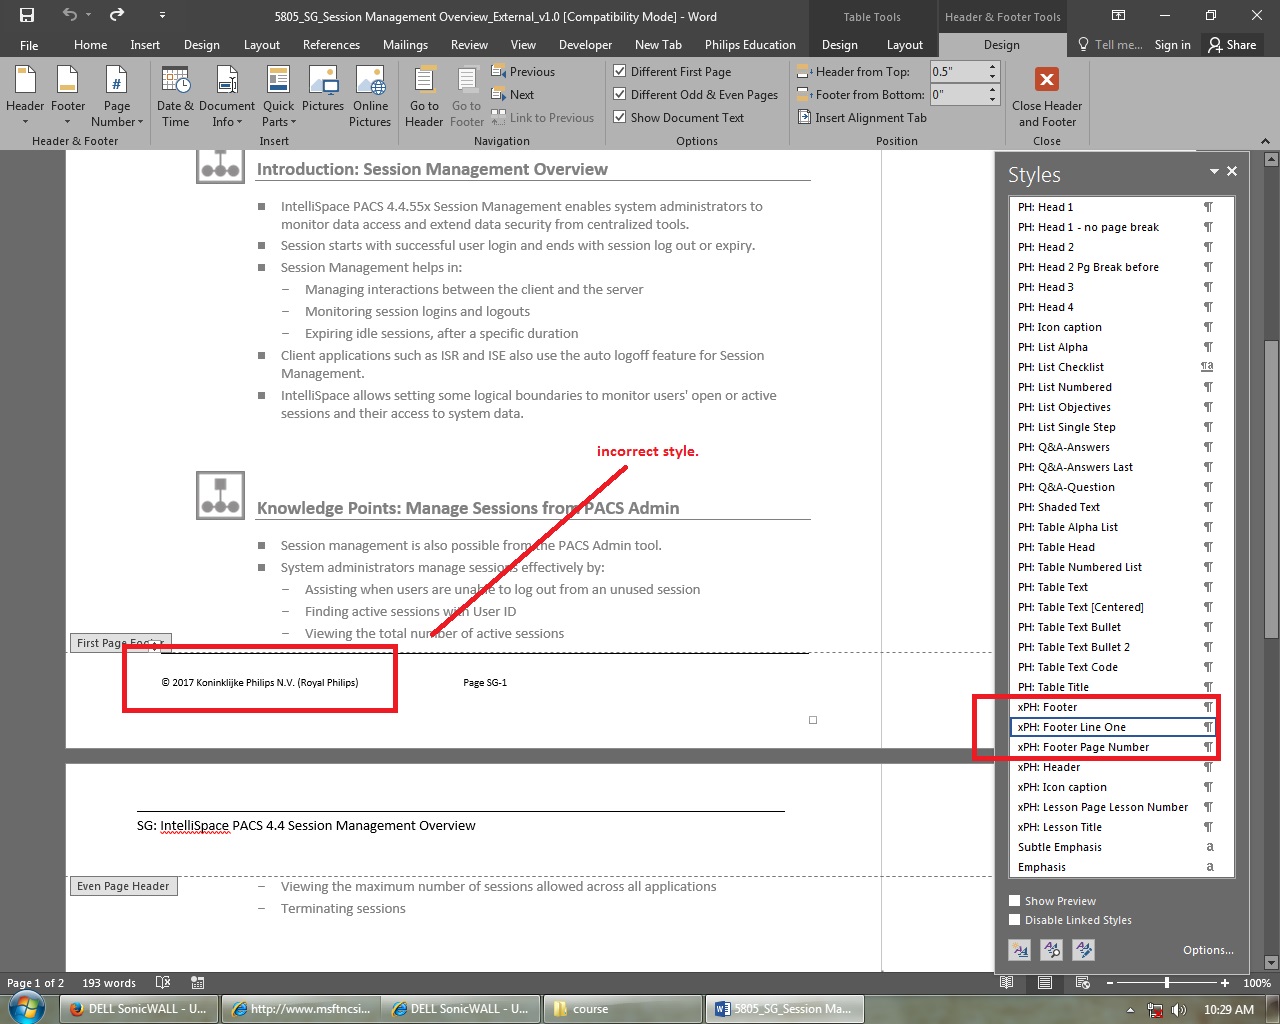 5805_SG_Session Management Overview_External_v1.0 [Compatibility Mode] - Word
Table Tools
Header & Footer Tools
File
Home
Insert
Design
Layout
References
Mailings
Review
View
Developer
New Tab
Philips Education
Design
Layout
Design
Tell me...
Sign in
Share
Header
Footer
Page Number
Header & Footer
Date & Time
Document Info
Quick Parts
Pictures
Online Pictures
Insert
Go to Header
Go to Footer
Previous
Next
Link to Previous
Navigation
Different First Page
Different Odd & Even Pages
Show Document Text
Options
Header from Top: 0.5"
Footer from Bottom: 0"
Insert Alignment Tab
Position
Close Header and Footer
Close
Introduction: Session Management Overview
IntelliSpace PACS 4.4.55x Session Management enables system administrators to
monitor data access and extend data security from centralized tools.
Session starts with successful user login and ends with session log out or expiry.
Session Management helps in:
– Managing interactions between the client and the server
– Monitoring session logins and logouts
– Expiring idle sessions, after a specific duration
Client applications such as ISR and ISE also use the auto logoff feature for Session
Management.
IntelliSpace allows setting some logical boundaries to monitor users' open or active
sessions and their access to system data.
incorrect style.
Knowledge Points: Manage Sessions from PACS Admin
Session management is also possible from the PACS Admin tool.
System administrators manage sessions effectively by:
– Assisting when users are unable to log out from an unused session
– Finding active sessions with User ID
– Viewing the total number of active sessions
First Page Footer
© 2017 Koninklijke Philips N.V. (Royal Philips)
Page SG-1
SG: IntelliSpace PACS 4.4 Session Management Overview
Even Page Header
– Viewing the maximum number of sessions allowed across all applications
– Terminating sessions
Styles
PH: Head 1
PH: Head 1 - no page break
PH: Head 2
PH: Head 2 Pg Break before
PH: Head 3
PH: Head 4
PH: Icon caption
PH: List Alpha
PH: List Checklist
PH: List Numbered
PH: List Objectives
PH: List Single Step
PH: Q&A-Answers
PH: Q&A-Answers Last
PH: Q&A-Question
PH: Shaded Text
PH: Table Alpha List
PH: Table Head
PH: Table Numbered List
PH: Table Text
PH: Table Text [Centered]
PH: Table Text Bullet
PH: Table Text Bullet 2
PH: Table Text Code
PH: Table Title
xPH: Footer
xPH: Footer Line One
xPH: Footer Page Number
xPH: Header
xPH: Icon caption
xPH: Lesson Page Lesson Number
xPH: Lesson Title
Subtle Emphasis a
Emphasis a
Show Preview
Disable Linked Styles
Options...
Page 1 of 2
193 words
100%
DELL SonicWALL - U...
http://www.msftncsi...
DELL SonicWALL - U...
course
5805_SG_Session Ma...
10:29 AM